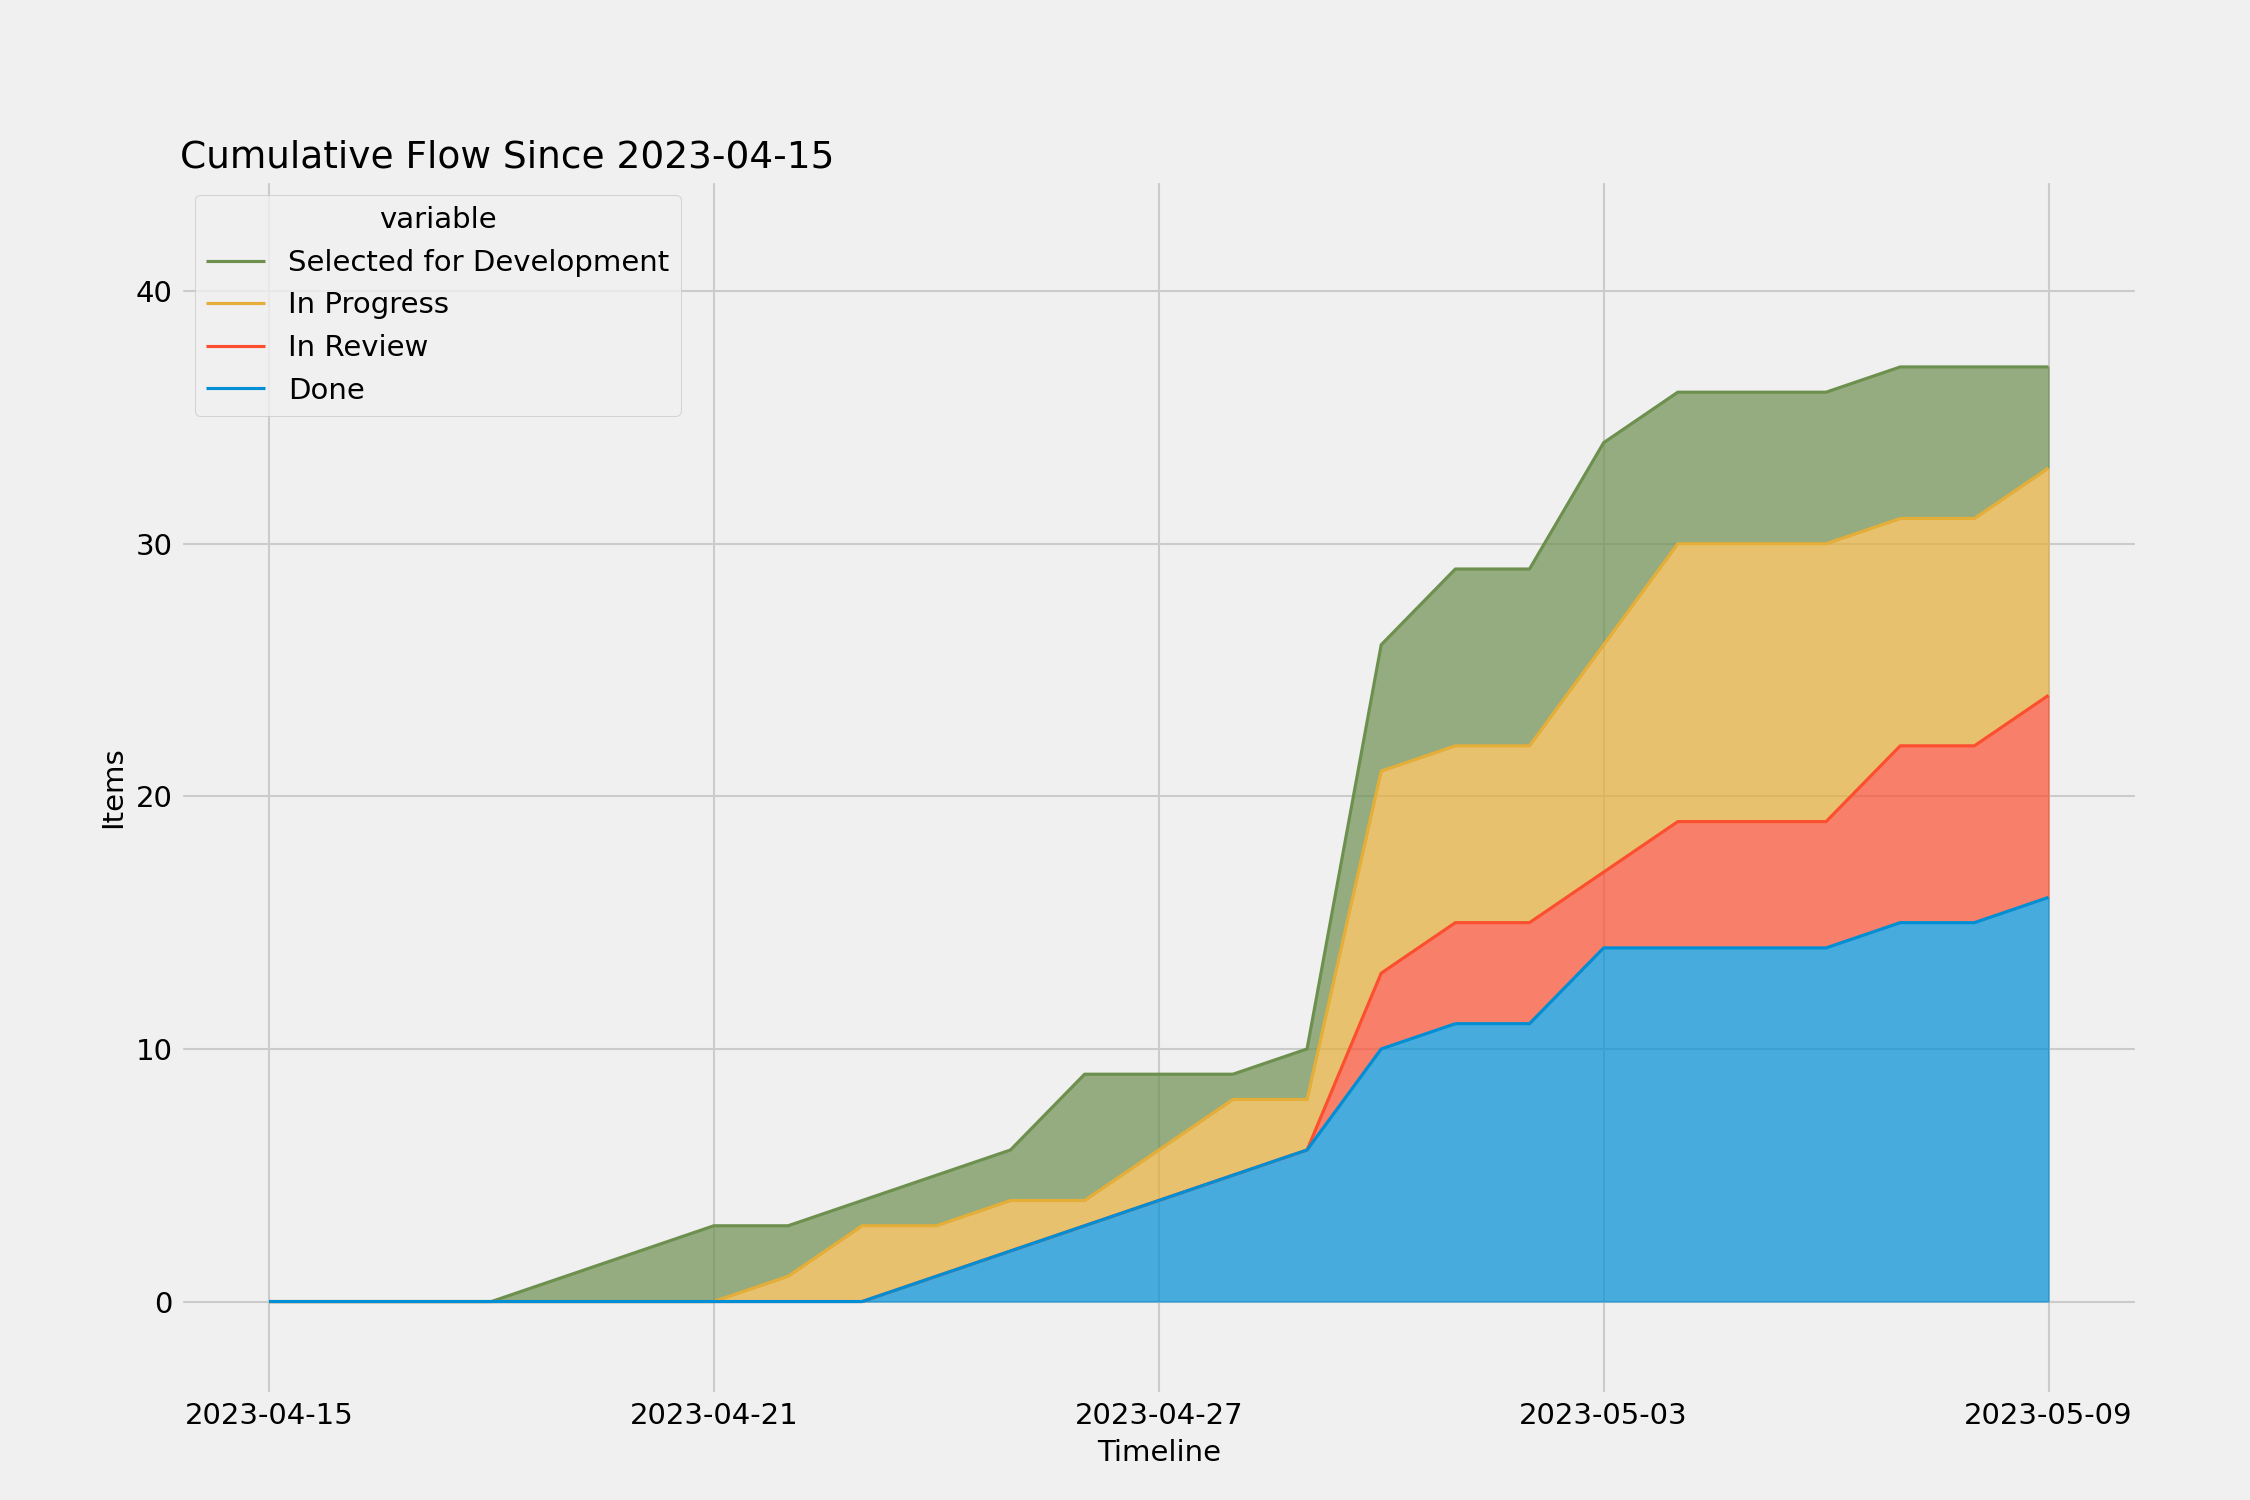 Cumulative Flow Since 2023-04-15
variable
Selected for Development
In Progress
In Review
Done
40
30
20
10
0
Items
2023-04-15 2023-04-21 2023-04-27 2023-05-03 2023-05-09
Timeline